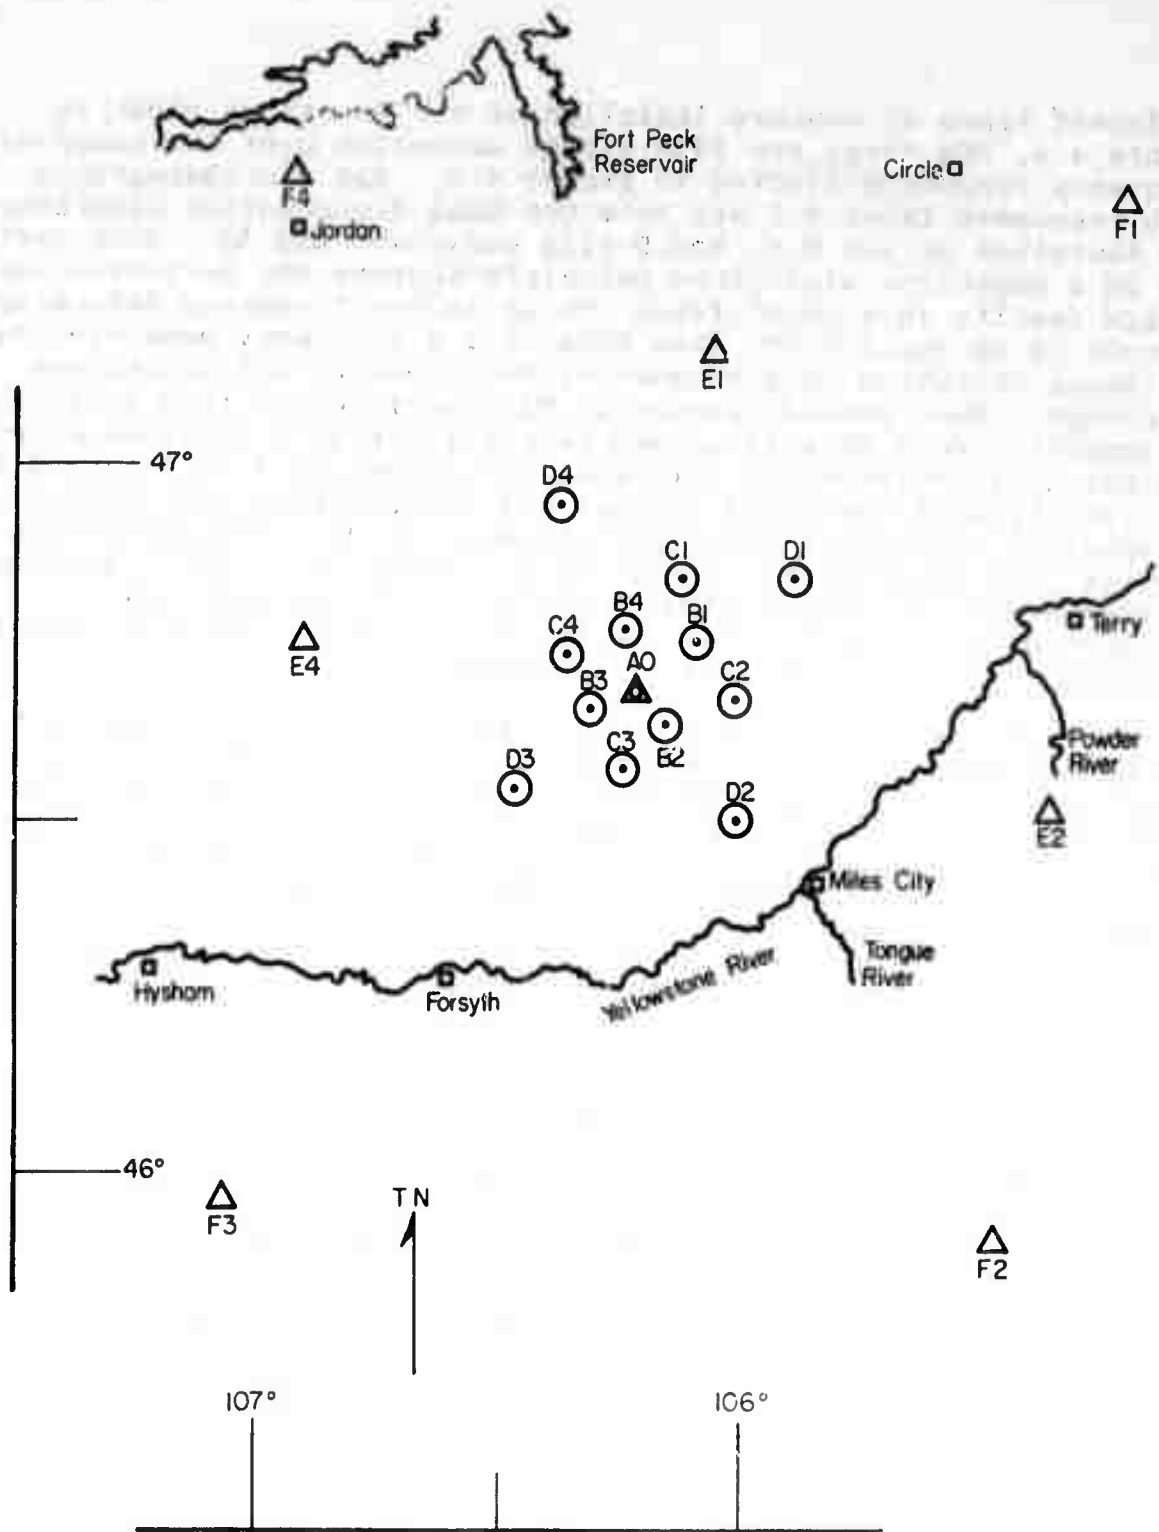 Fort Peck
Reservoir
Circle
F4
Jordan
F1
E1
47°
D4
C1
D1
B4
B1
C4
A0
Terry
E4
C2
B3
C3
B2
Powder
River
D3
D2
E2
Miles City
Tongue
River
Hysham
Forsyth
Yellowstone River
46°
TN
F3
F2
107°
106°